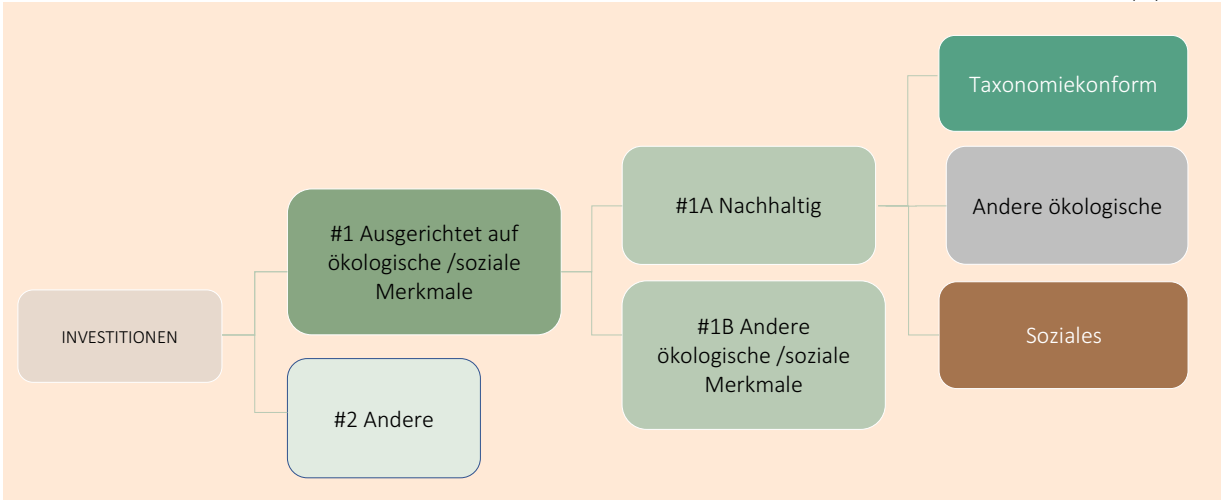 INVESTITIONEN
#1 Ausgerichtet auf
ökologische /soziale
Merkmale
#2 Andere
#1A Nachhaltig
#1B Andere
ökologische /soziale
Merkmale
Taxonomiekonform
Andere ökologische
Soziales